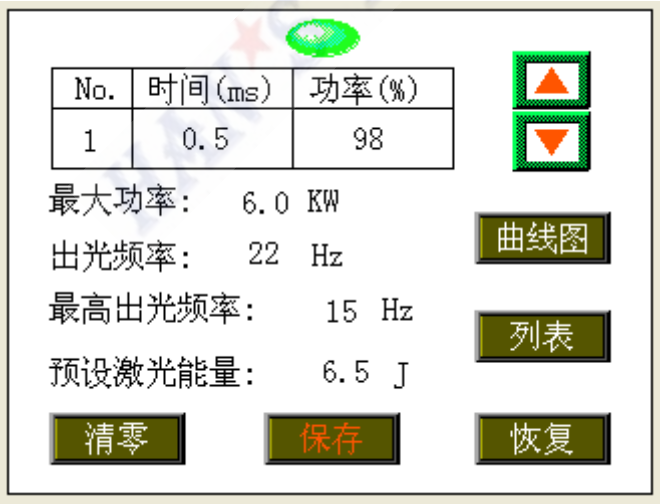 No. 时间(ms) 功率(%)
1 0.5 98
最大功率: 6.0 KW
出光频率: 22 Hz
曲线图
最高出光频率: 15 Hz
列表
预设激光能量: 6.5 J
清零 保存 恢复